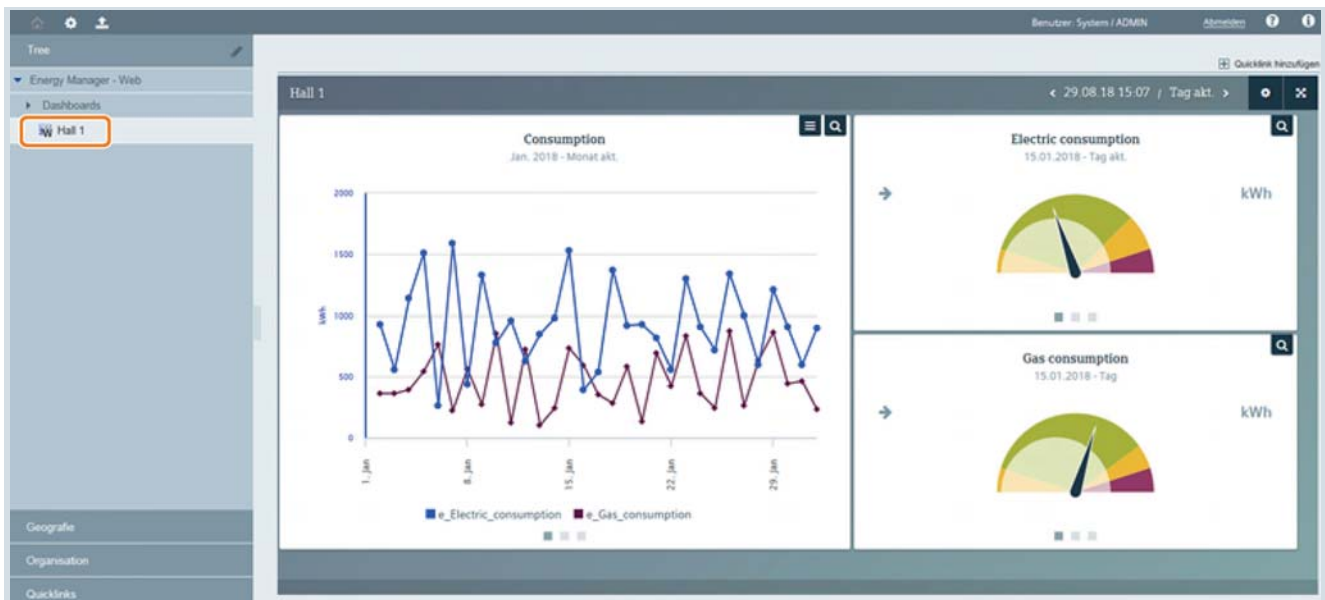 Benutzer: System / ADMIN
Abmelden
Tree
Energy Manager - Web
Quicklink hinzufügen
Dashboards
Hall 1
Hall 1
29.08.18 15:07 / Tag akt.
Consumption
Jan. 2018 - Monat akt.
2000
1500
1000
500
0
kWh
1. Jan
8. Jan
15. Jan
22. Jan
29. Jan
e_Electric_consumption
e_Gas_consumption
Electric consumption
15.01.2018 - Tag akt.
kWh
Gas consumption
15.01.2018 - Tag
kWh
Geografie
Organisation
Quicklinks